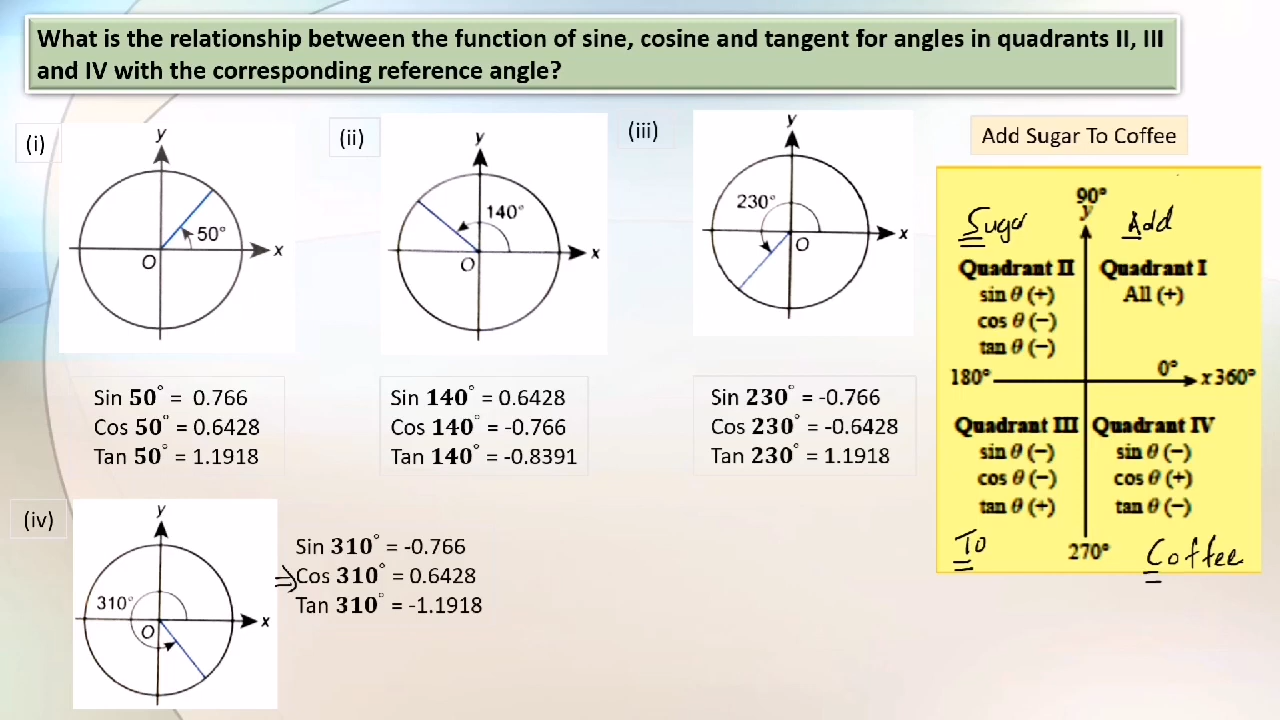 What is the relationship between the function of sine, cosine and tangent for angles in quadrants II, III
and IV with the corresponding reference angle?
(i)
y
50°
x
O
Sin 50° = 0.766
Cos 50° = 0.6428
Tan 50° = 1.1918
(ii)
y
140°
x
O
Sin 140° = 0.6428
Cos 140° = -0.766
Tan 140° = -0.8391
(iii)
y
230°
x
O
Sin 230° = -0.766
Cos 230° = -0.6428
Tan 230° = 1.1918
(iv)
y
310°
x
O
Sin 310° = -0.766
⇒Cos 310° = 0.6428
Tan 310° = -1.1918
Add Sugar To Coffee
90°
y
Sugar
Quadrant II
sin θ (+)
cos θ (−)
tan θ (−)
Add
Quadrant I
All (+)
180°
0°
x 360°
Quadrant III
sin θ (−)
cos θ (−)
tan θ (+)
To
Quadrant IV
sin θ (−)
cos θ (+)
tan θ (−)
Coffee
270°